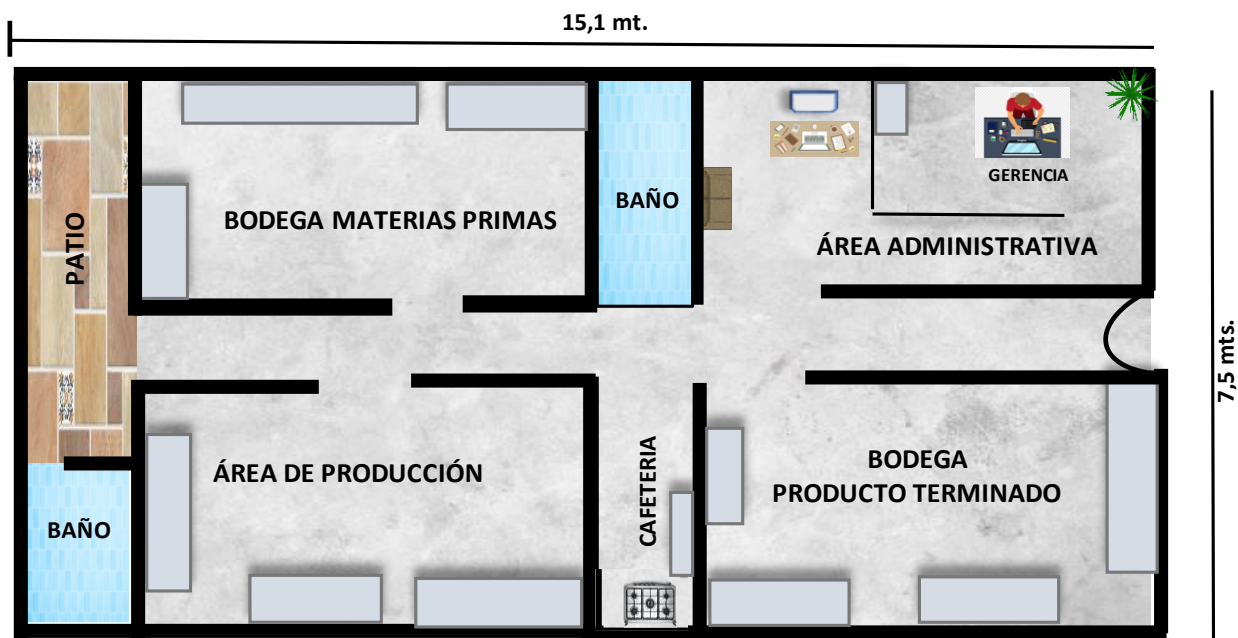 15,1 mt.
PATIO
BODEGA MATERIAS PRIMAS
BAÑO
GERENCIA
ÁREA ADMINISTRATIVA
7,5 mts.
BAÑO
ÁREA DE PRODUCCIÓN
CAFETERIA
BODEGA
PRODUCTO TERMINADO